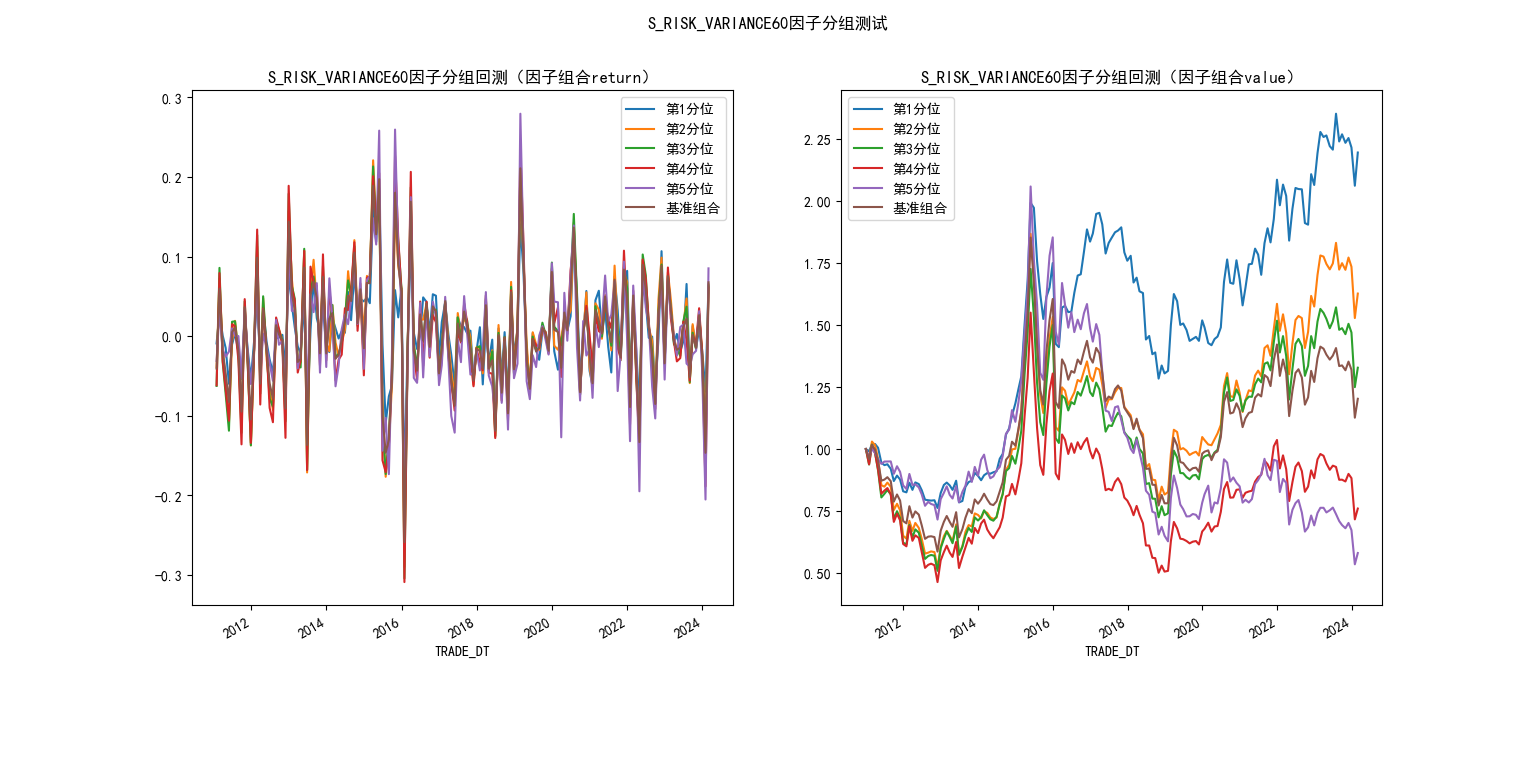 S_RISK_VARIANCE60因子分组测试
S_RISK_VARIANCE60因子分组回测（因子组合return）
0.3
0.2
0.1
0.0
−0.1
−0.2
−0.3
第1分位
第2分位
第3分位
第4分位
第5分位
基准组合
2012
2014
2016
2018
2020
2022
2024
TRADE_DT
S_RISK_VARIANCE60因子分组回测（因子组合value）
2.25
2.00
1.75
1.50
1.25
1.00
0.75
0.50
第1分位
第2分位
第3分位
第4分位
第5分位
基准组合
2012
2014
2016
2018
2020
2022
2024
TRADE_DT